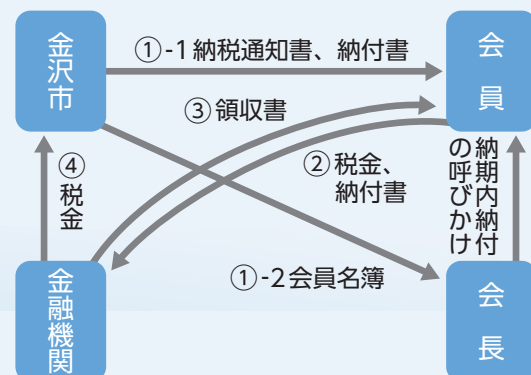 金沢市
①-1 納税通知書、納付書
会員
③領収書
②税金、
納付書
④税金
納期内納付
の呼びかけ
①-2会員名簿
金融機関
会長